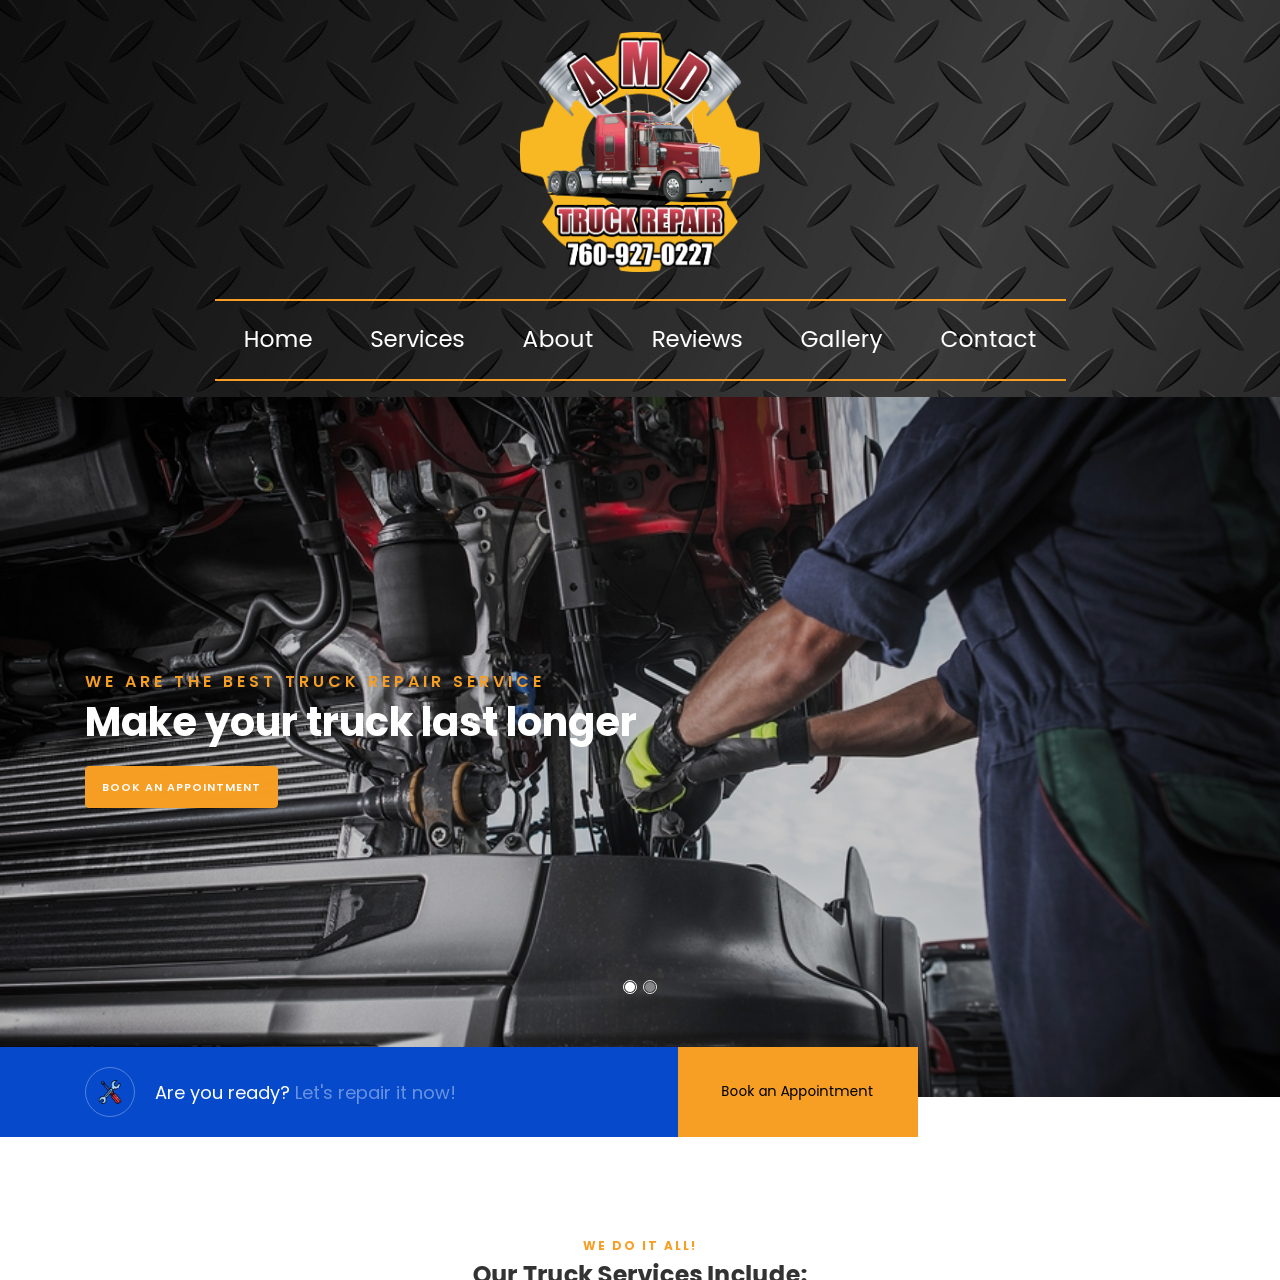 AMD
TRUCK REPAIR
760-927-0227
Home Services About Reviews Gallery Contact
WE ARE THE BEST TRUCK REPAIR SERVICE
Make your truck last longer
BOOK AN APPOINTMENT
Are you ready? Let's repair it now!
Book an Appointment
WE DO IT ALL!
Our Truck Services Include: